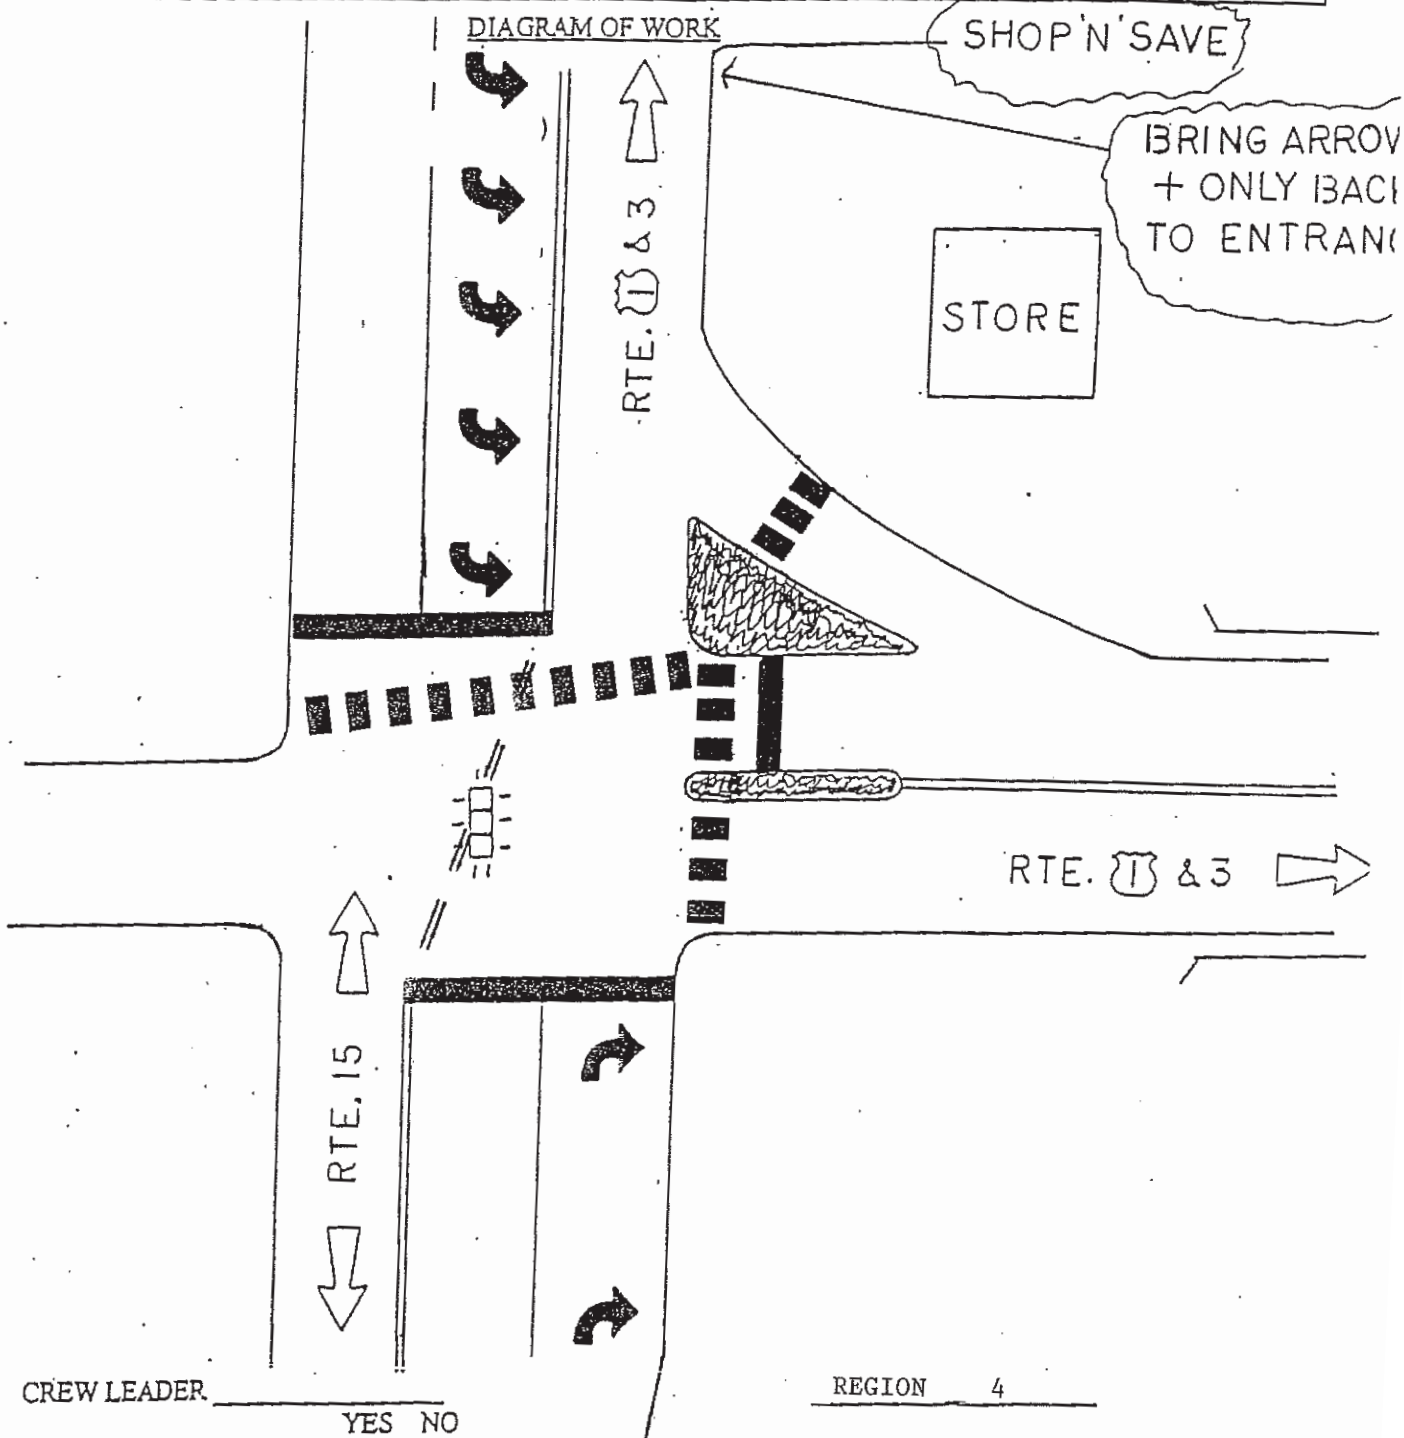 DIAGRAM OF WORK
SHOP 'N' SAVE
BRING ARROW
+ ONLY BACK
TO ENTRANC
STORE
RTE. 1 & 3
RTE. 1 & 3
RTE. 15
CREW LEADER
YES NO
REGION 4